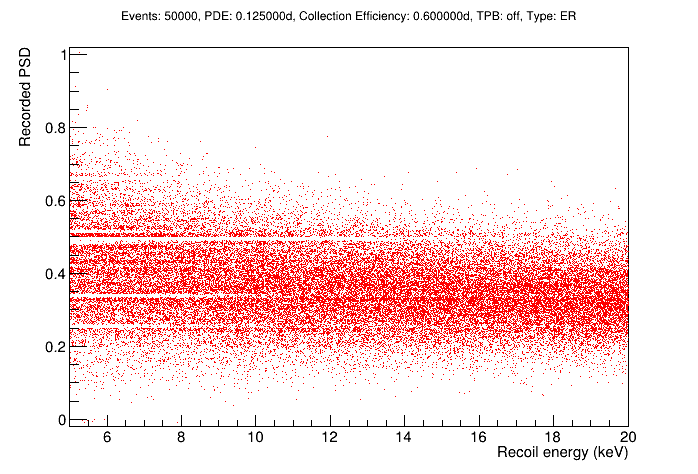 Events: 50000, PDE: 0.125000d, Collection Efficiency: 0.600000d, TPB: off, Type: ER
Recorded PSD
1
0.8
0.6
0.4
0.2
0
6 8 10 12 14 16 18 20
Recoil energy (keV)